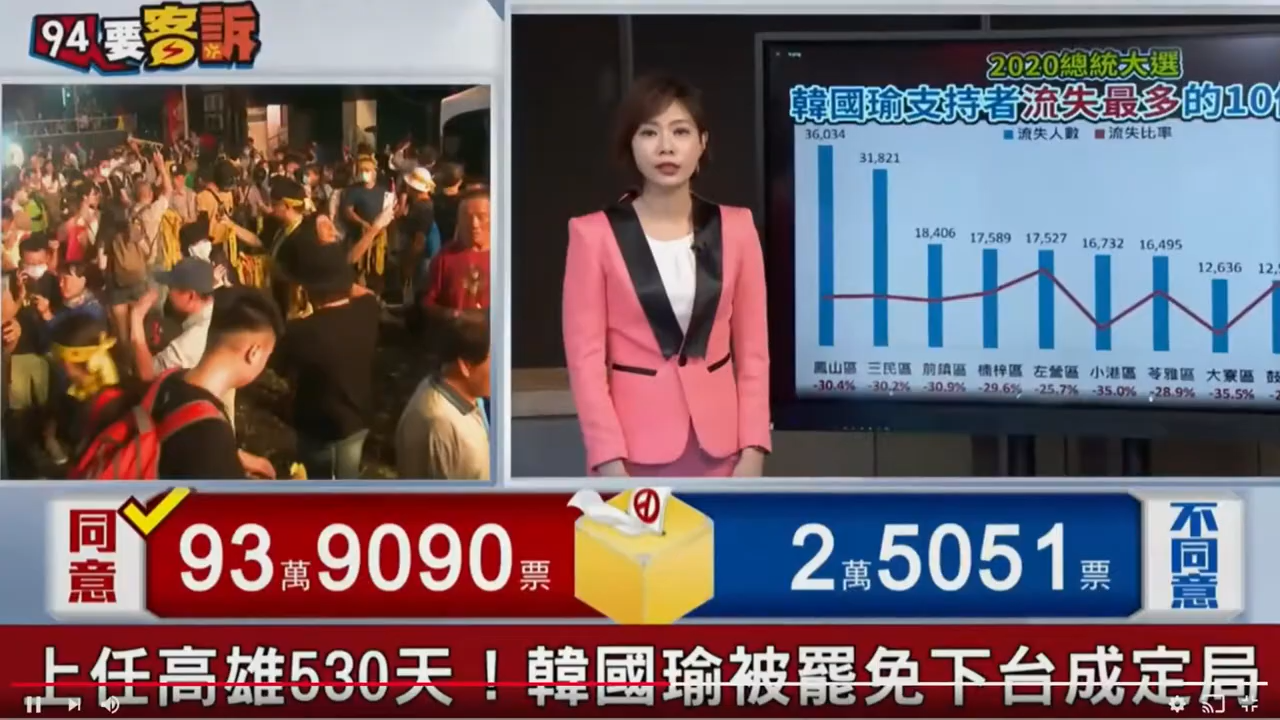 94要客訴
2020總統大選
韓國瑜支持者流失最多的10
流失人數 流失比率
36,034 31,821 18,406 17,589 17,527 16,732 16,495 12,636
鳳山區 三民區 前鎮區 楠梓區 左營區 小港區 苓雅區 大寮區
-30.4% -30.2% -30.9% -29.6% -25.7% -35.0% -28.9% -35.5%
同意 93萬9090票 2萬5051票 不同意
上任高雄530天！韓國瑜被罷免下台成定局